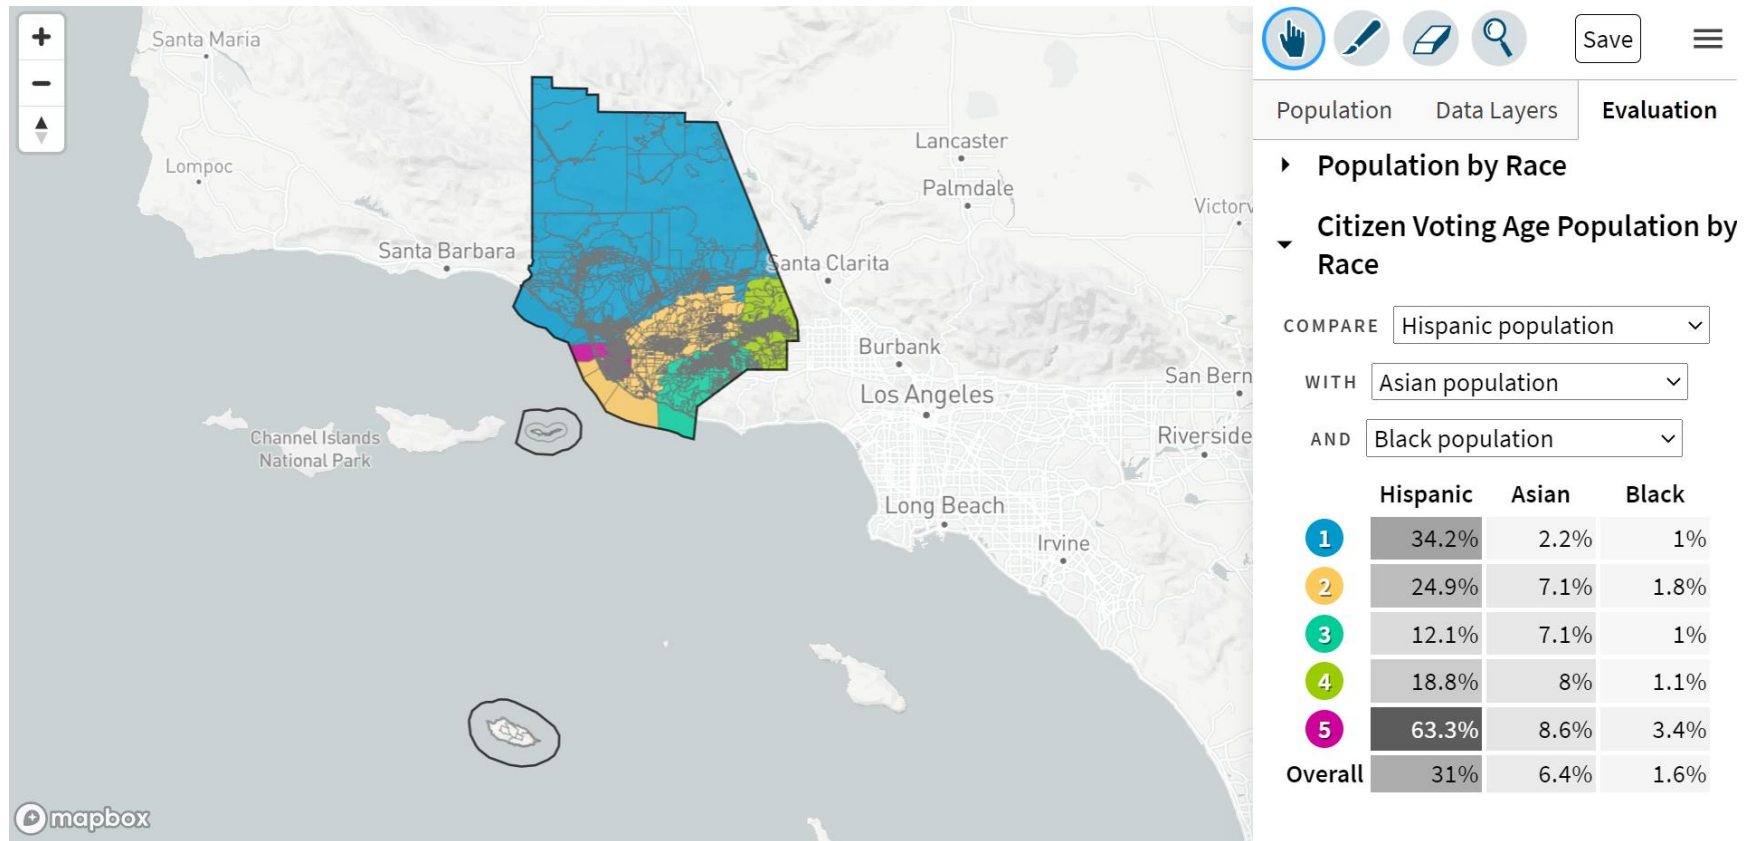 +
Santa Maria
Lompoc
Santa Barbara
Lancaster
Palmdale
Victorv
Santa Clarita
Burbank
Los Angeles
San Bern
Riverside
Channel Islands
National Park
Long Beach
Irvine
mapbox
Save
Population Data Layers Evaluation
Population by Race
Citizen Voting Age Population by
Race
COMPARE Hispanic population
WITH Asian population
AND Black population
Hispanic Asian Black
1 34.2% 2.2% 1%
2 24.9% 7.1% 1.8%
3 12.1% 7.1% 1%
4 18.8% 8% 1.1%
5 63.3% 8.6% 3.4%
Overall 31% 6.4% 1.6%